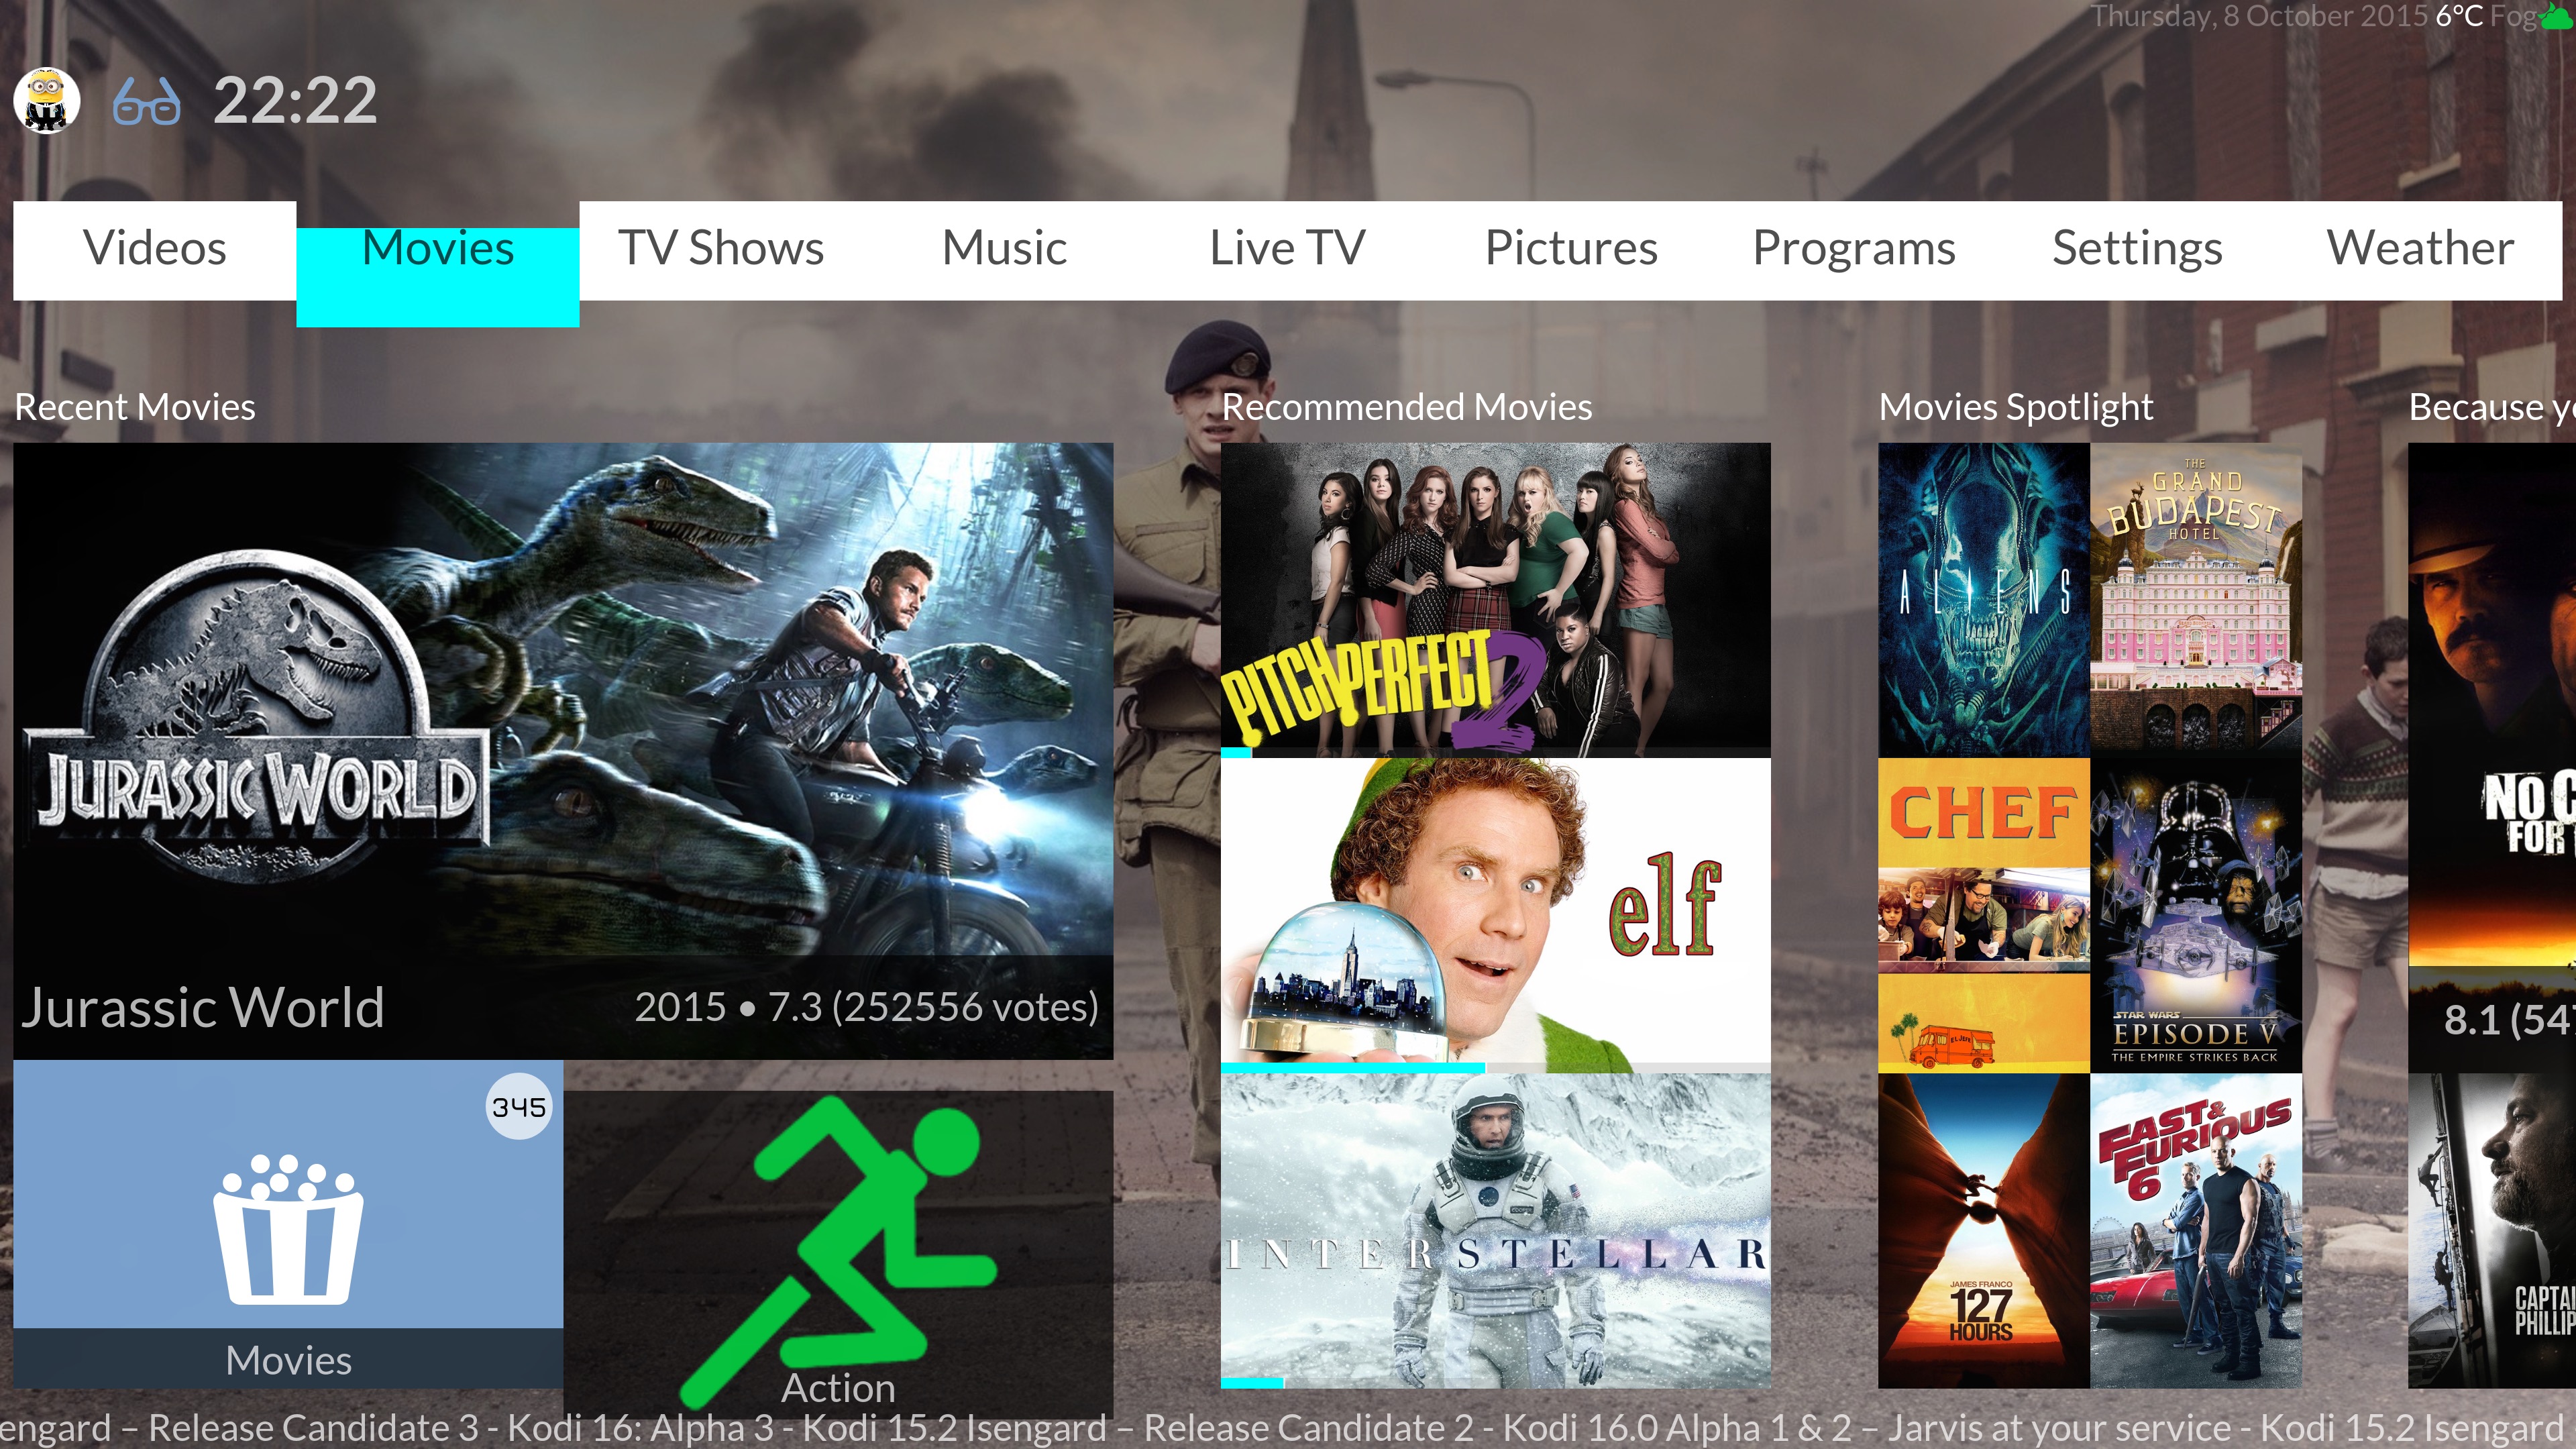 Thursday, 8 October 2015 6°C Fog
22:22
Videos Movies TV Shows Music Live TV Pictures Programs Settings Weather
Recent Movies
JURASSIC WORLD
Jurassic World
2015 • 7.3 (252556 votes)
345
Movies
Action
Recommended Movies
PITCH PERFECT 2
elf
INTERSTELLAR
Movies Spotlight
ALIENS
THE
GRAND
BUDAPEST
HOTEL
CHEF
EL JEFE
STAR WARS
EPISODE V
THE EMPIRE STRIKES BACK
JAMES FRANCO
127
HOURS
FAST &
FURIOUS
6
Because
NO
FOR
8.1 (547
CAPTAI
PHILLIP
sengard – Release Candidate 3 - Kodi 16: Alpha 3 - Kodi 15.2 Isengard – Release Candidate 2 - Kodi 16.0 Alpha 1 & 2 – Jarvis at your service - Kodi 15.2 Isengard